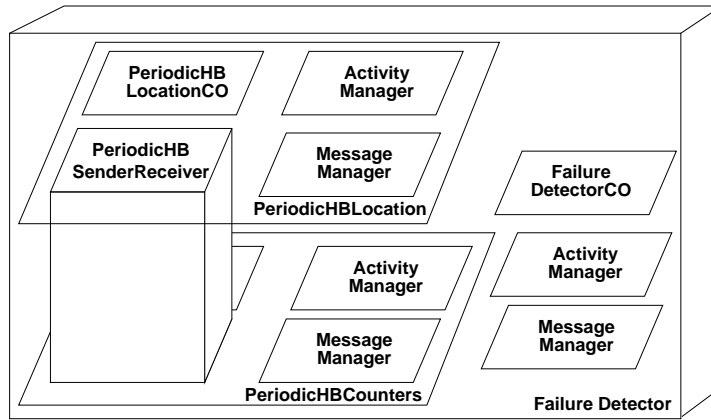 PeriodicHB
LocationCO
Activity
Manager
PeriodicHB
SenderReceiver
Message
Manager
PeriodicHBLocation
Failure
DetectorCO
Activity
Manager
Message
Manager
PeriodicHBCounters
Activity
Manager
Message
Manager
Failure Detector